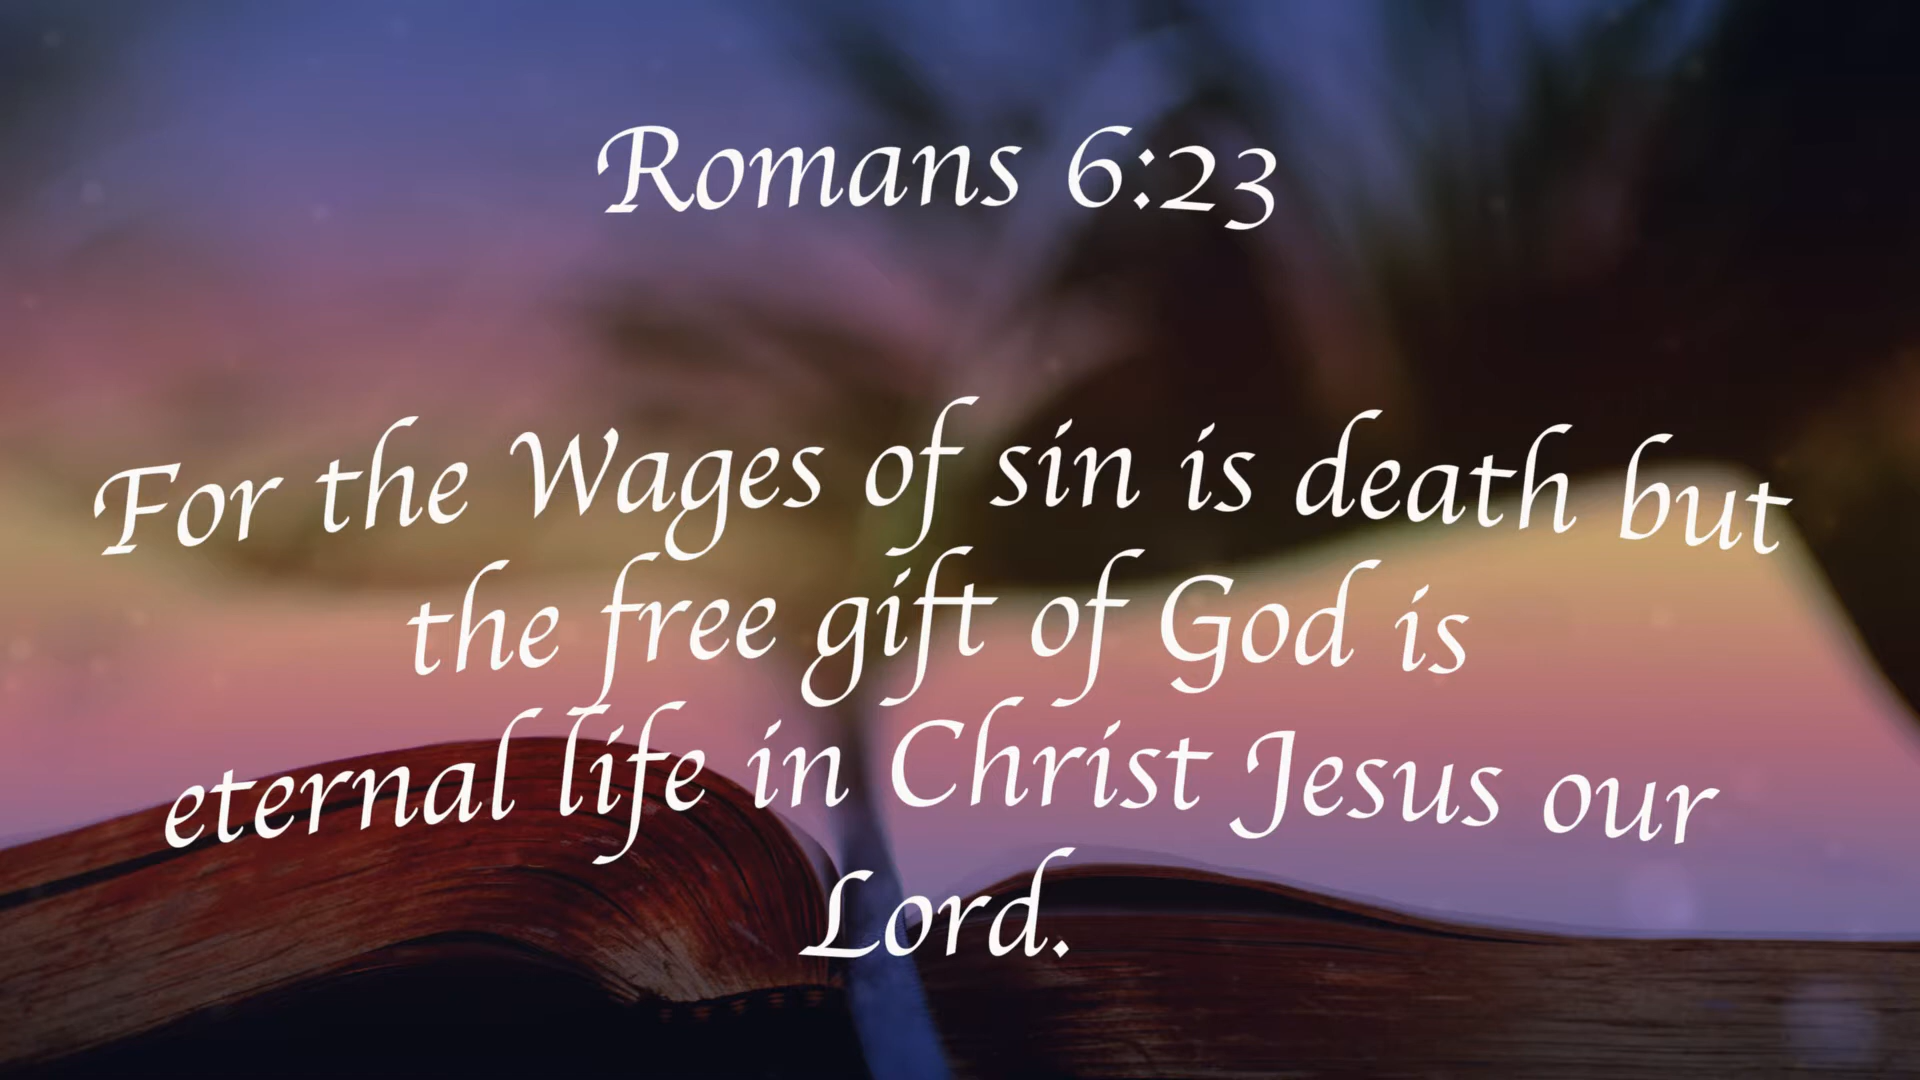 Romans 6:23
For the Wages of sin is death but
the free gift of God is
eternal life in Christ Jesus our
Lord.